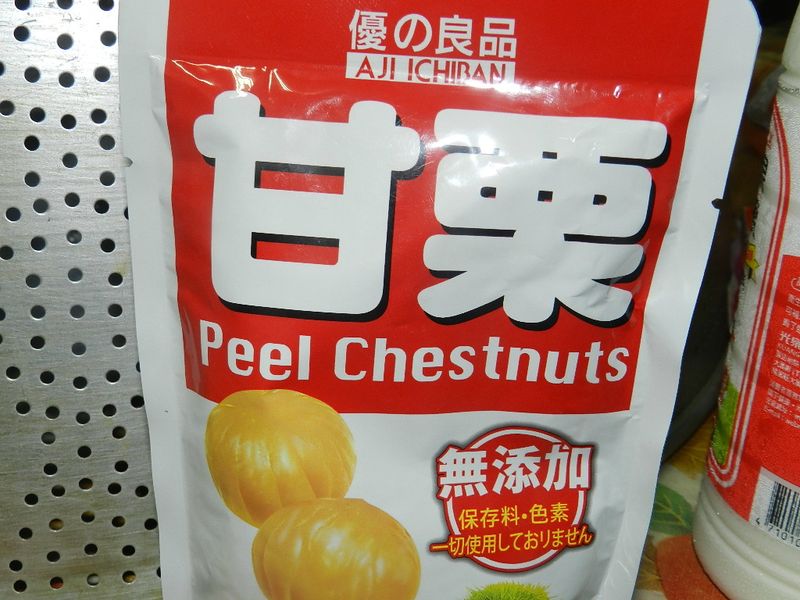 優の良品
AJI ICHIBAN
甘栗
Peel Chestnuts
無添加
保存料・色素
一切使用しておりません